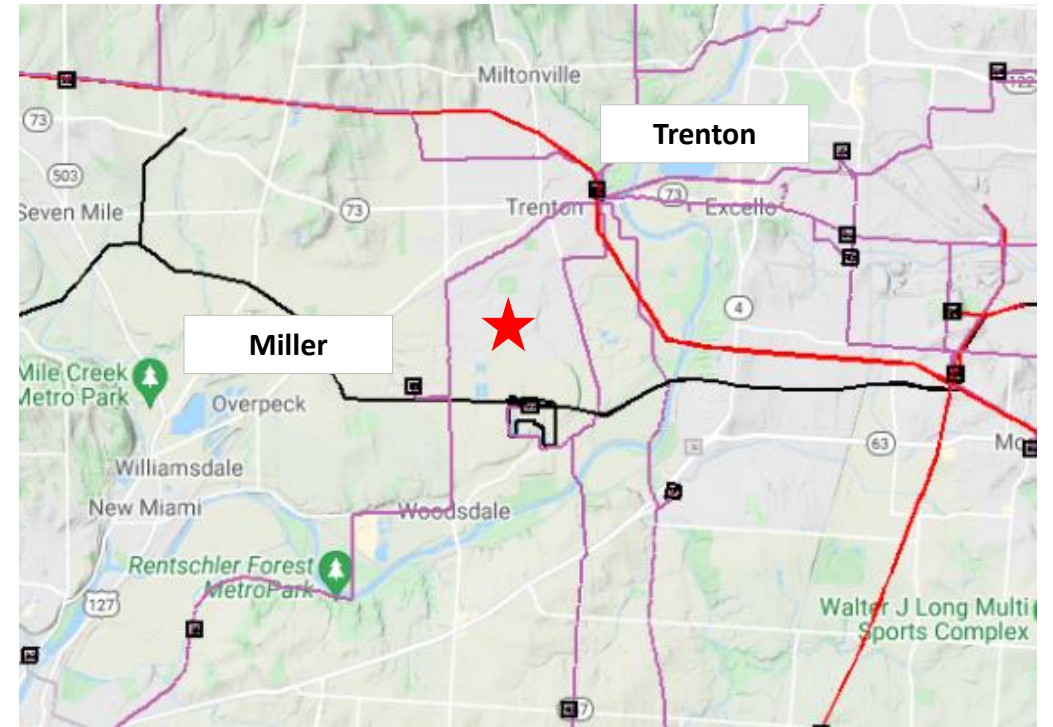 Miltonville
122
73
Trenton
503
Trenton
73
Excello
Seven Mile
73
4
Miller
Mile Creek
Metro Park
Overpeck
63
Williamsdale
New Miami
Woodsdale
Rentschler Forest
MetroPark
127
Walter J Long Multi
Sports Complex